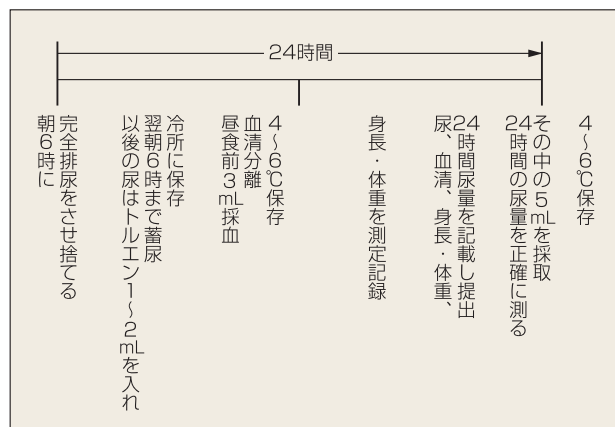 24時間
朝6時に
完全排尿をさせ捨てる
以後の尿はトルエン1〜2mLを入れ
翌朝6時まで蓄尿
冷所に保存
昼食前3mL採血
血清分離
4〜6℃保存
身長・体重を測定記録
尿、血清、身長・体重、
24時間尿量を記載し提出
24時間の尿量を正確に測る
その中の5mLを採取
4〜6℃保存